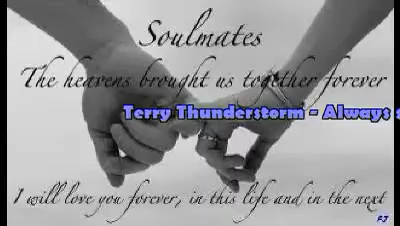 Soulmates
The heavens brought us together forever
Terry Thunderstorm - Always
I will love you forever, in this life and in the next
PJ